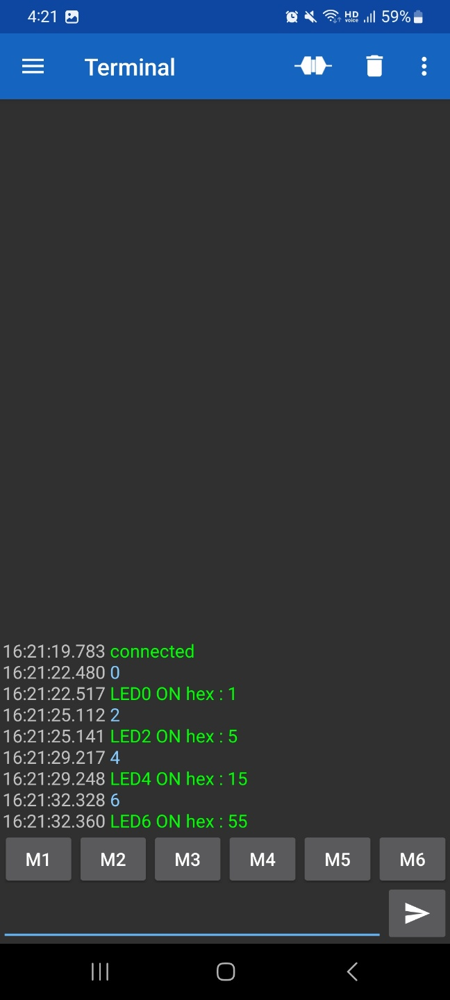 4:21 HD voice 59%
Terminal
16:21:19.783 connected
16:21:22.480 0
16:21:22.517 LED0 ON hex : 1
16:21:25.112 2
16:21:25.141 LED2 ON hex : 5
16:21:29.217 4
16:21:29.248 LED4 ON hex : 15
16:21:32.328 6
16:21:32.360 LED6 ON hex : 55
M1 M2 M3 M4 M5 M6